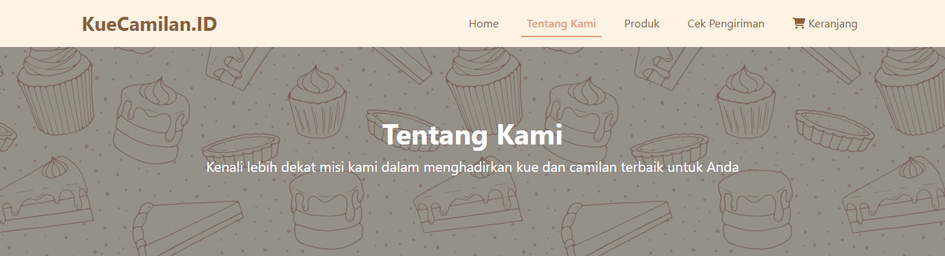 KueCamilan.ID
Home Tentang Kami Produk Cek Pengiriman Keranjang
Tentang Kami
Kenali lebih dekat misi kami dalam menghadirkan kue dan camilan terbaik untuk Anda